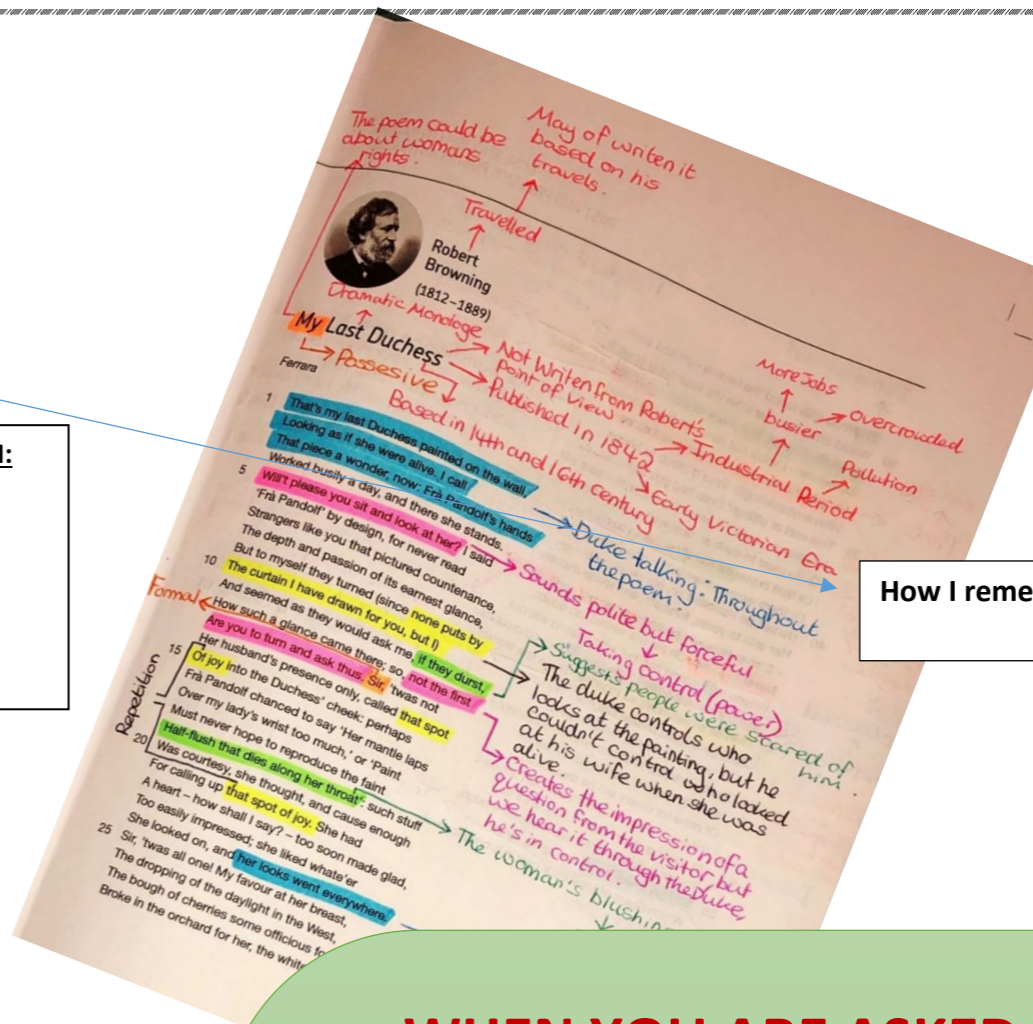 The poem could be
about womans
rights.
May of writen it
based on his
travels.
Travelled
Robert
Browning
(1812–1889)
Dramatic Monologe
My Last Duchess
Possesive
Ferrara
Not Writen from Robert's
point of view
Published in 1842
Based in 14th and 16th century
More Jobs
busier
overcrowded
Industrial Period
Pollution
Early Victorian Era
1 That's my last Duchess painted on the wall,
Looking as if she were alive. I call
That piece a wonder, now: Frà Pandolf's hands
Worked busily a day, and there she stands.
5 Will't please you sit and look at her? I said
'Frà Pandolf' by design, for never read
Strangers like you that pictured countenance,
The depth and passion of its earnest glance,
But to myself they turned (since none puts by
10 The curtain I have drawn for you, but I)
And seemed as they would ask me, if they durst,
How such a glance came there; so, not the first
Are you to turn and ask thus. Sir, 'twas not
Her husband's presence only, called that spot
15 Of joy into the Duchess' cheek: perhaps
Frà Pandolf chanced to say 'Her mantle laps
Over my lady's wrist too much,' or 'Paint
Must never hope to reproduce the faint
Half-flush that dies along her throat': such stuff
20 Was courtesy, she thought, and cause enough
For calling up that spot of joy. She had
A heart – how shall I say? – too soon made glad,
Too easily impressed; she liked whate'er
She looked on, and her looks went everywhere.
25 Sir, 'twas all one! My favour at her breast,
The dropping of the daylight in the West,
The bough of cherries some officious
Broke in the orchard for her, the
Duke talking. Throughout
the poem.
Sounds polite but forceful
Taking control (power)
Suggests people were scared of
him.
The duke controls who
looks at the painting, but he
couldn't control who looked
at his wife when she was
alive.
Creates the impression of a
question from the visitor but
we hear it through the Duke,
he's in control.
The woman's blushing
Formal
Repetition
How I reme
WHEN YOU ARE ASKED